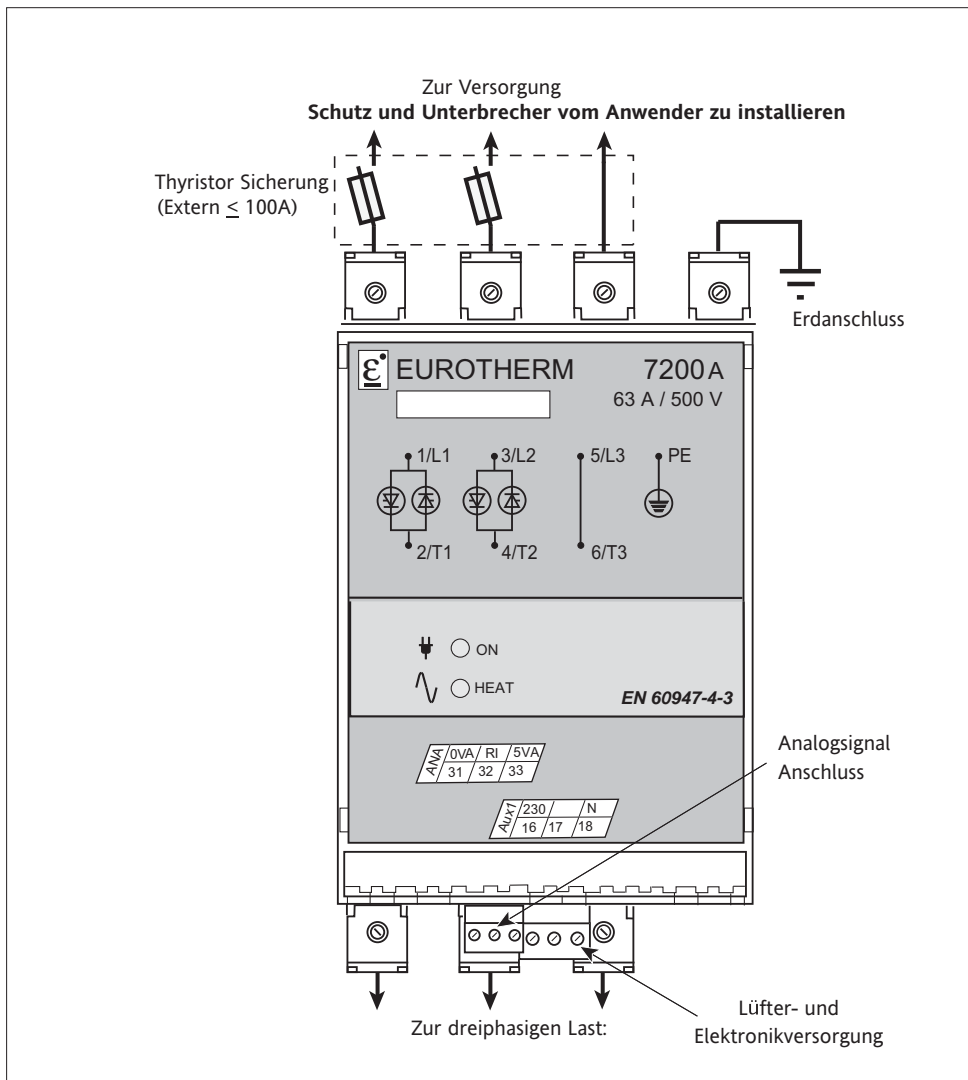 Zur Versorgung
Schutz und Unterbrecher vom Anwender zu installieren
Thyristor Sicherung
(Extern ≤ 100A)
Erdanschluss
ε EUROTHERM
7200 A
63 A / 500 V
1/L1
3/L2
5/L3
PE
2/T1
4/T2
6/T3
ON
HEAT
EN 60947-4-3
ANA 0VA RI 5VA
31 32 33
Aux1 230 N
16 17 18
Analogsignal
Anschluss
Zur dreiphasigen Last:
Lüfter- und
Elektronikversorgung